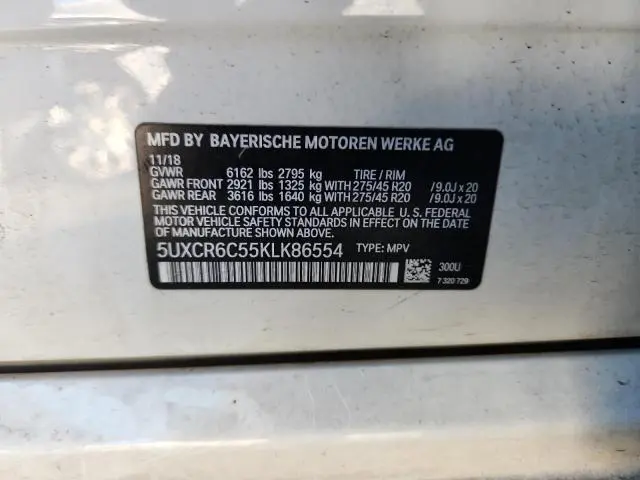 MFD BY BAYERISCHE MOTOREN WERKE AG
11/18
GVWR 6162 lbs 2795 kg TIRE / RIM
GAWR FRONT 2921 lbs 1325 kg WITH 275/45 R20 /9.0J x 20
GAWR REAR 3616 lbs 1640 kg WITH 275/45 R20 /9.0J x 20
THIS VEHICLE CONFORMS TO ALL APPLICABLE U. S. FEDERAL
MOTOR VEHICLE SAFETY STANDARDS IN EFFECT ON THE DATE
OF MANUFACTURE SHOWN ABOVE.
5UXCR6C55KLK86554 TYPE: MPV
300U
7 320 729